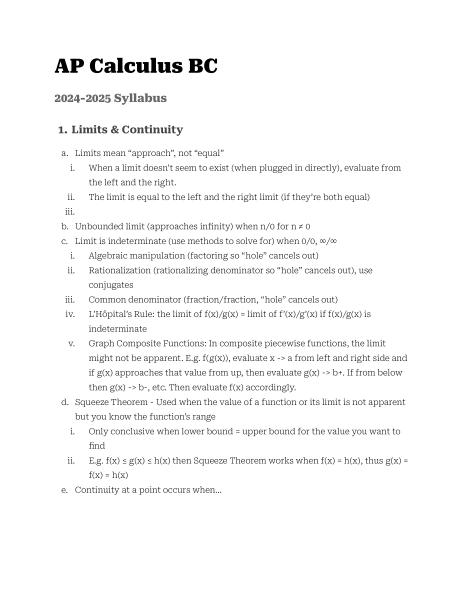 AP Calculus BC
2024-2025 Syllabus
1. Limits & Continuity
a. Limits mean “approach”, not “equal”
i. When a limit doesn't seem to exist (when plugged in directly), evaluate from
the left and the right.
ii. The limit is equal to the left and the right limit (if they're both equal)
iii.
b. Unbounded limit (approaches infinity) when n/0 for n ≠ 0
c. Limit is indeterminate (use methods to solve for) when 0/0, ∞/∞
i. Algebraic manipulation (factoring so “hole” cancels out)
ii. Rationalization (rationalizing denominator so “hole” cancels out), use
conjugates
iii. Common denominator (fraction/fraction, “hole” cancels out)
iv. L'Hôpital's Rule: the limit of f(x)/g(x) = limit of f'(x)/g'(x) if f(x)/g(x) is
indeterminate
v. Graph Composite Functions: In composite piecewise functions, the limit
might not be apparent. E.g. f(g(x)), evaluate x -> a from left and right side and
if g(x) approaches that value from up, then evaluate g(x) -> b+. If from below
then g(x) -> b-, etc. Then evaluate f(x) accordingly.
d. Squeeze Theorem - Used when the value of a function or its limit is not apparent
but you know the function's range
i. Only conclusive when lower bound = upper bound for the value you want to
find
ii. E.g. f(x) ≤ g(x) ≤ h(x) then Squeeze Theorem works when f(x) = h(x), thus g(x) =
f(x) = h(x)
e. Continuity at a point occurs when...